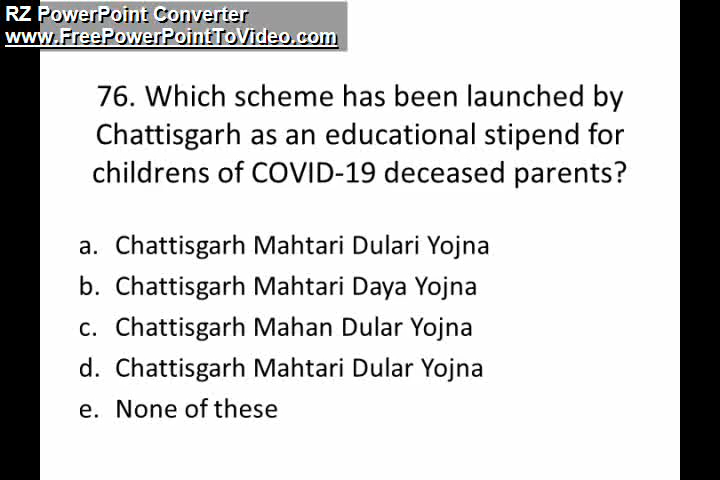 RZ PowerPoint Converter
www.FreePowerPointToVideo.com
76. Which scheme has been launched by
Chattisgarh as an educational stipend for
childrens of COVID-19 deceased parents?
a. Chattisgarh Mahtari Dulari Yojna
b. Chattisgarh Mahtari Daya Yojna
c. Chattisgarh Mahan Dular Yojna
d. Chattisgarh Mahtari Dular Yojna
e. None of these